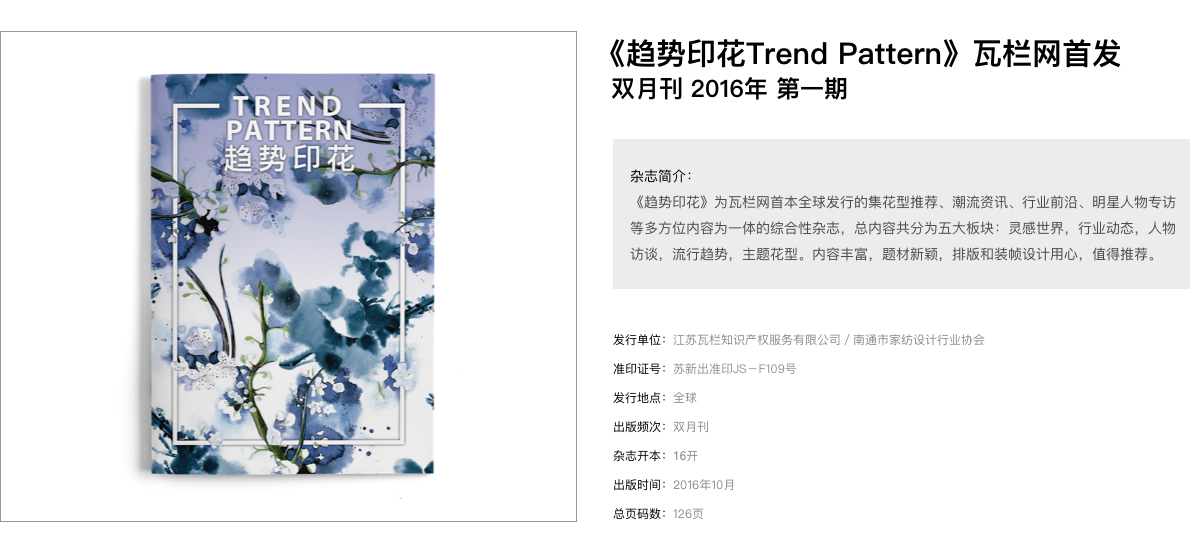 TREND
PATTERN
趋势印花
《趋势印花Trend Pattern》瓦栏网首发
双月刊 2016年 第一期
杂志简介：
《趋势印花》为瓦栏网首本全球发行的集花型推荐、潮流资讯、行业前沿、明星人物专访
等多方位内容为一体的综合性杂志，总内容共分为五大板块：灵感世界，行业动态，人物
访谈，流行趋势，主题花型。内容丰富，题材新颖，排版和装帧设计用心，值得推荐。
发行单位：江苏瓦栏知识产权服务有限公司 / 南通市家纺设计行业协会
准印证号：苏新出准印JS－F109号
发行地点：全球
出版频次：双月刊
杂志开本：16开
出版时间：2016年10月
总页码数：126页